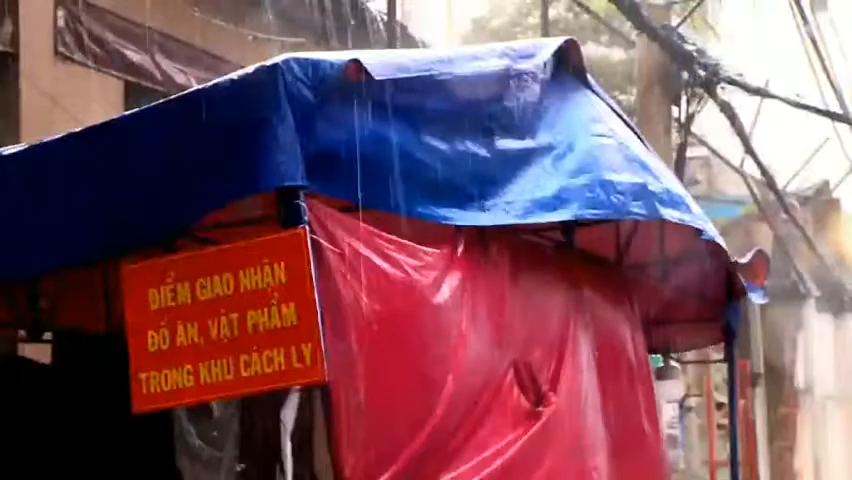 ĐIỂM GIAO NHẬN
ĐỒ ĂN, VẬT PHẨM
TRONG KHU CÁCH LY